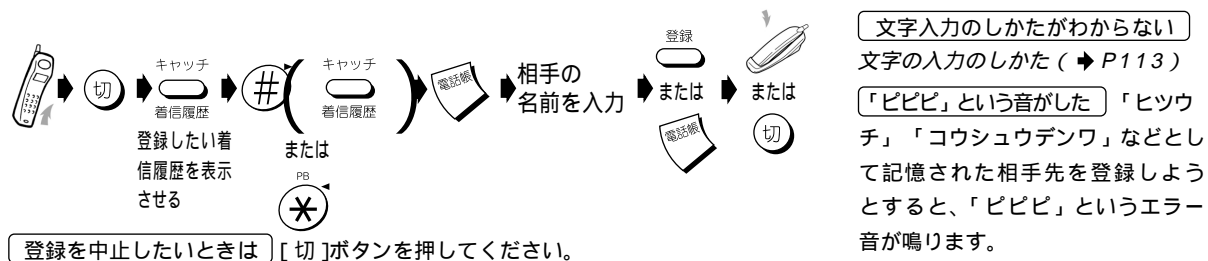 切
キャッチ
着信履歴
登録したい着
信履歴を表示
させる
#
キャッチ
着信履歴
または
PB
*
電話帳
相手の
名前を入力
登録
または
電話帳
または
切
登録を中止したいときは [ 切 ]ボタンを押してください。
文字入力のしかたがわからない
文字の入力のしかた ( P113 )
「ピピピ」という音がした 「ヒツウ
チ」「コウシュウデンワ」などとし
て記憶された相手先を登録しよう
とすると、「ピピピ」というエラー
音が鳴ります。